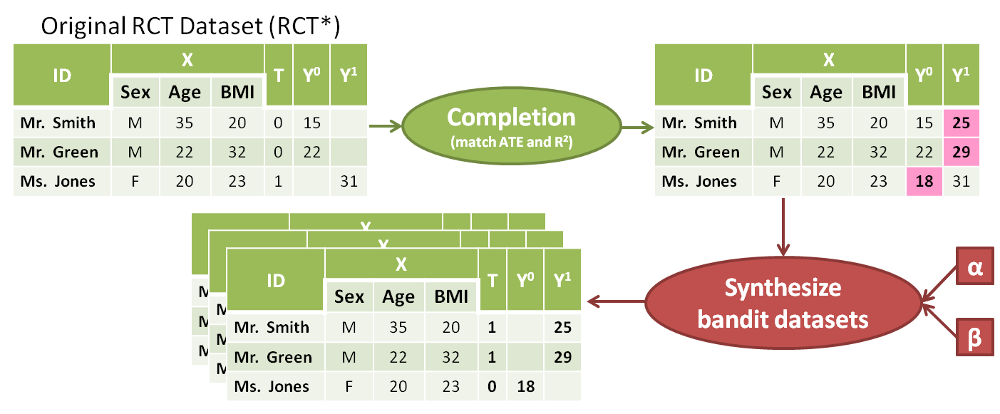 Original RCT Dataset (RCT*)
ID X T Y⁰ Y¹
Sex Age BMI
Mr. Smith M 35 20 0 15
Mr. Green M 22 32 0 22
Ms. Jones F 20 23 1 31
Completion
(match ATE and R²)
ID X Y⁰ Y¹
Sex Age BMI
Mr. Smith M 35 20 15 25
Mr. Green M 22 32 22 29
Ms. Jones F 20 23 18 31
α
Synthesize
bandit datasets
β
X
X
ID X T Y⁰ Y¹
Sex Age BMI
Mr. Smith M 35 20 1 25
Mr. Green M 22 32 1 29
Ms. Jones F 20 23 0 18
M
M
M
M
M
M